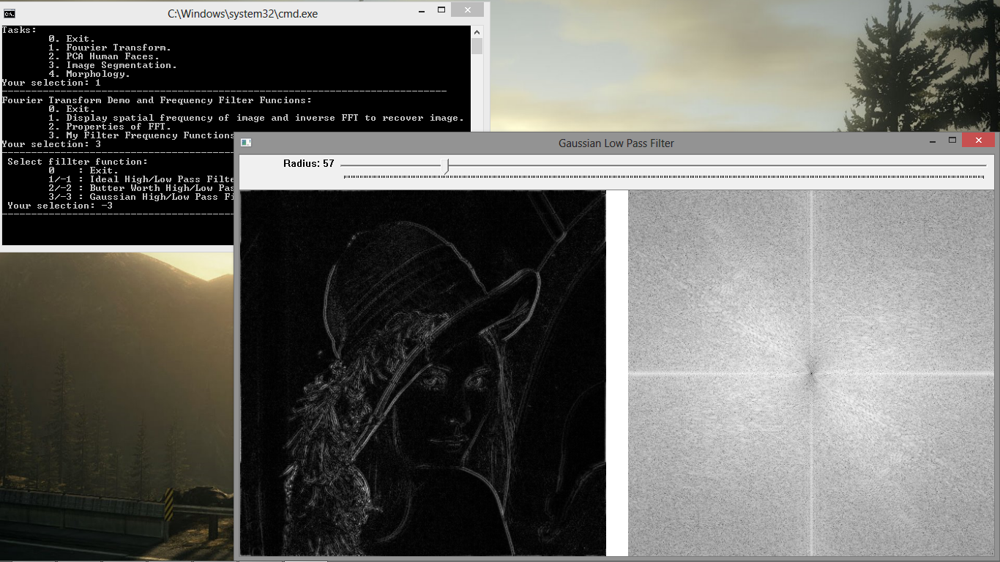 C:\Windows\system32\cmd.exe
Tasks:
0. Exit.
1. Fourier Transform.
2. PCA Human Faces.
3. Image Segmentation.
4. Morphology.
Your selection: 1
Fourier Transform Demo and Frequency Filter Funcions:
0. Exit.
1. Display spatial frequency of image and inverse FFT to recover image.
2. Properties of FFT.
3. My Filter Frequency Functions
Your selection: 3
Select fillter function:
0 : Exit.
1/-1 : Ideal High/Low Pass Filte
2/-2 : Butter Worth High/Low Pas
3/-3 : Gaussian High/Low Pass Fi
Your selection: -3
Gaussian Low Pass Filter
Radius: 57